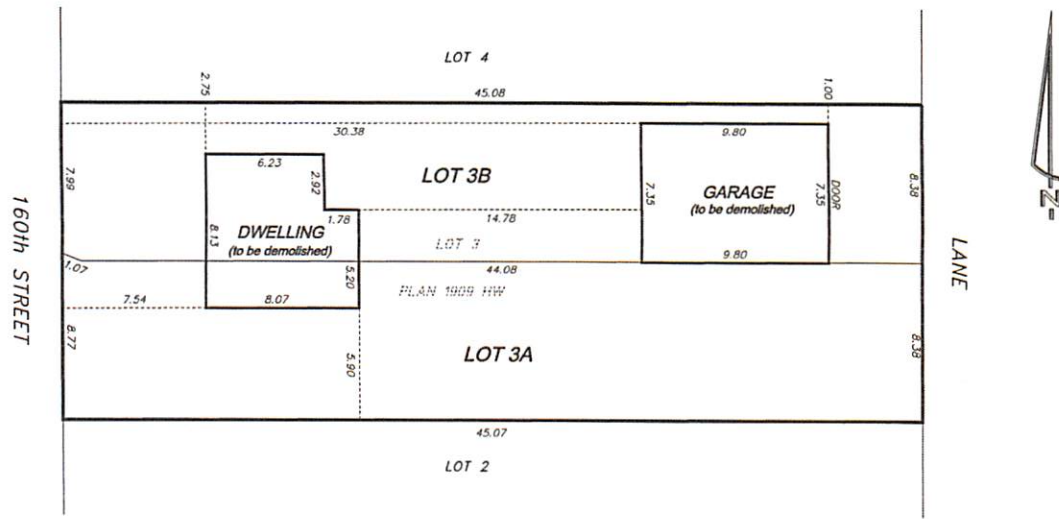 LOT 4
2.75
45.08
1.00
30.38
9.80
6.23
7.99
2.92
LOT 3B
7.35
GARAGE
(to be demolished)
7.35
DOOR
8.38
-N-
160th STREET
1.78
14.78
8.13
DWELLING
(to be demolished)
LOT 3
9.80
LANE
1.07
44.08
5.20
PLAN 1909 HW
7.54
8.07
8.77
5.90
LOT 3A
8.38
45.07
LOT 2